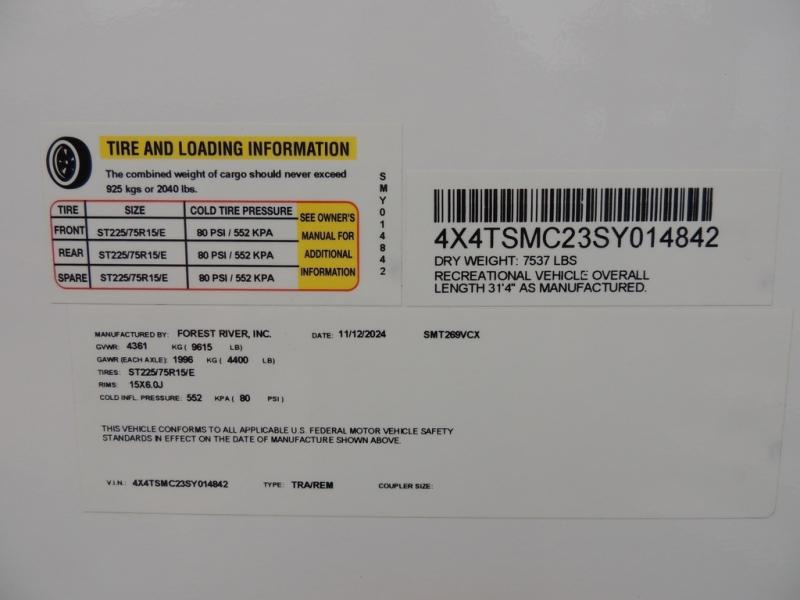 TIRE AND LOADING INFORMATION
The combined weight of cargo should never exceed
925 kgs or 2040 lbs.
TIRE SIZE COLD TIRE PRESSURE SEE OWNER'S MANUAL FOR ADDITIONAL INFORMATION
FRONT ST225/75R15/E 80 PSI / 552 KPA
REAR ST225/75R15/E 80 PSI / 552 KPA
SPARE ST225/75R15/E 80 PSI / 552 KPA
SMY014842
4X4TSMC23SY014842
DRY WEIGHT: 7537 LBS
RECREATIONAL VEHICLE OVERALL
LENGTH 31'4" AS MANUFACTURED.
MANUFACTURED BY: FOREST RIVER, INC. DATE: 11/12/2024 SMT269VCX
GVWR: 4361 KG ( 9615 LB)
GAWR (EACH AXLE): 1996 KG ( 4400 LB)
TIRES: ST225/75R15/E
RIMS: 15X6.0J
COLD INFL. PRESSURE: 552 KPA ( 80 PSI )
THIS VEHICLE CONFORMS TO ALL APPLICABLE U.S. FEDERAL MOTOR VEHICLE SAFETY
STANDARDS IN EFFECT ON THE DATE OF MANUFACTURE SHOWN ABOVE.
V.I.N.: 4X4TSMC23SY014842 TYPE: TRA/REM COUPLER SIZE: